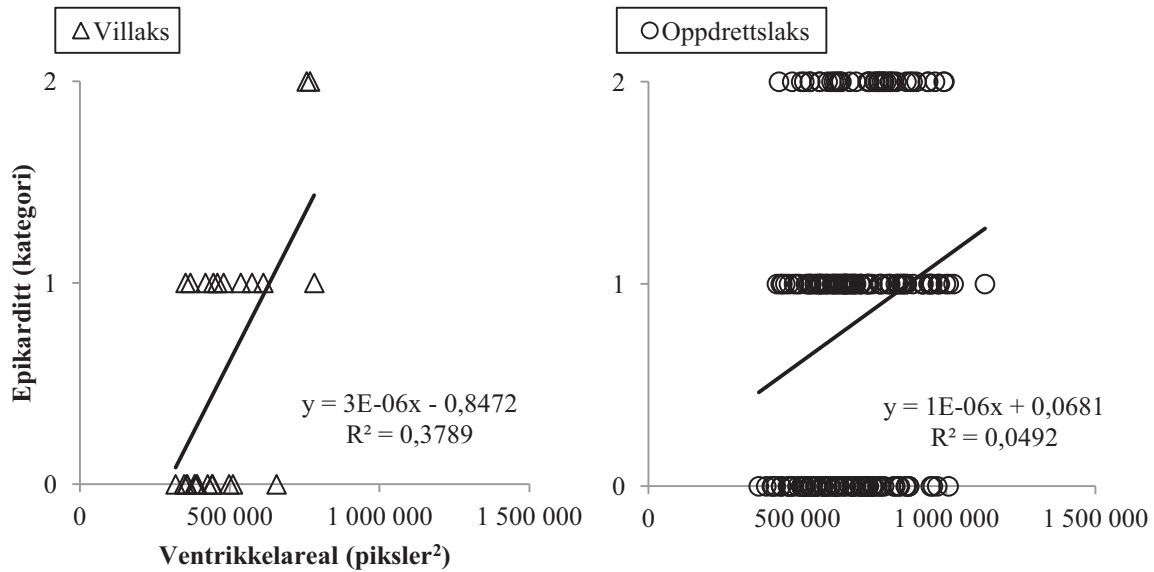 Villaks
Oppdrettslaks
Epikarditt (kategori)
2
1
0
y = 3E-06x - 0,8472
R² = 0,3789
0
500 000
1 000 000
1 500 000
Ventrikkelareal (piksler²)
2
1
0
y = 1E-06x + 0,0681
R² = 0,0492
0
500 000
1 000 000
1 500 000